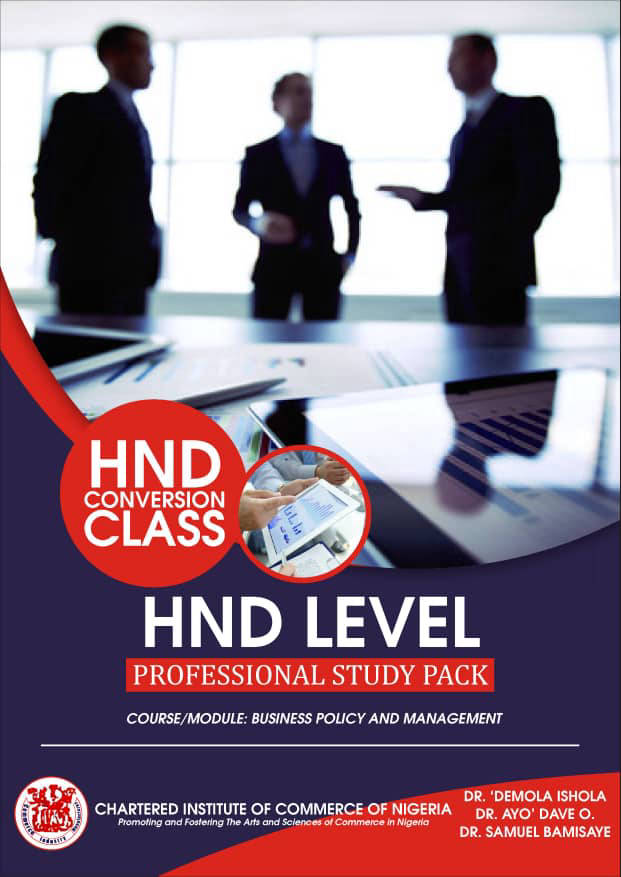 HND
CONVERSION
CLASS
HND LEVEL
PROFESSIONAL STUDY PACK
COURSE/MODULE: BUSINESS POLICY AND MANAGEMENT
CHARTERED INSTITUTE OF COMMERCE OF NIGERIA
Promoting and Fostering The Arts and Sciences of Commerce in Nigeria
DR. 'DEMOLA ISHOLA
DR. AYO' DAVE O.
DR. SAMUEL BAMISAYE